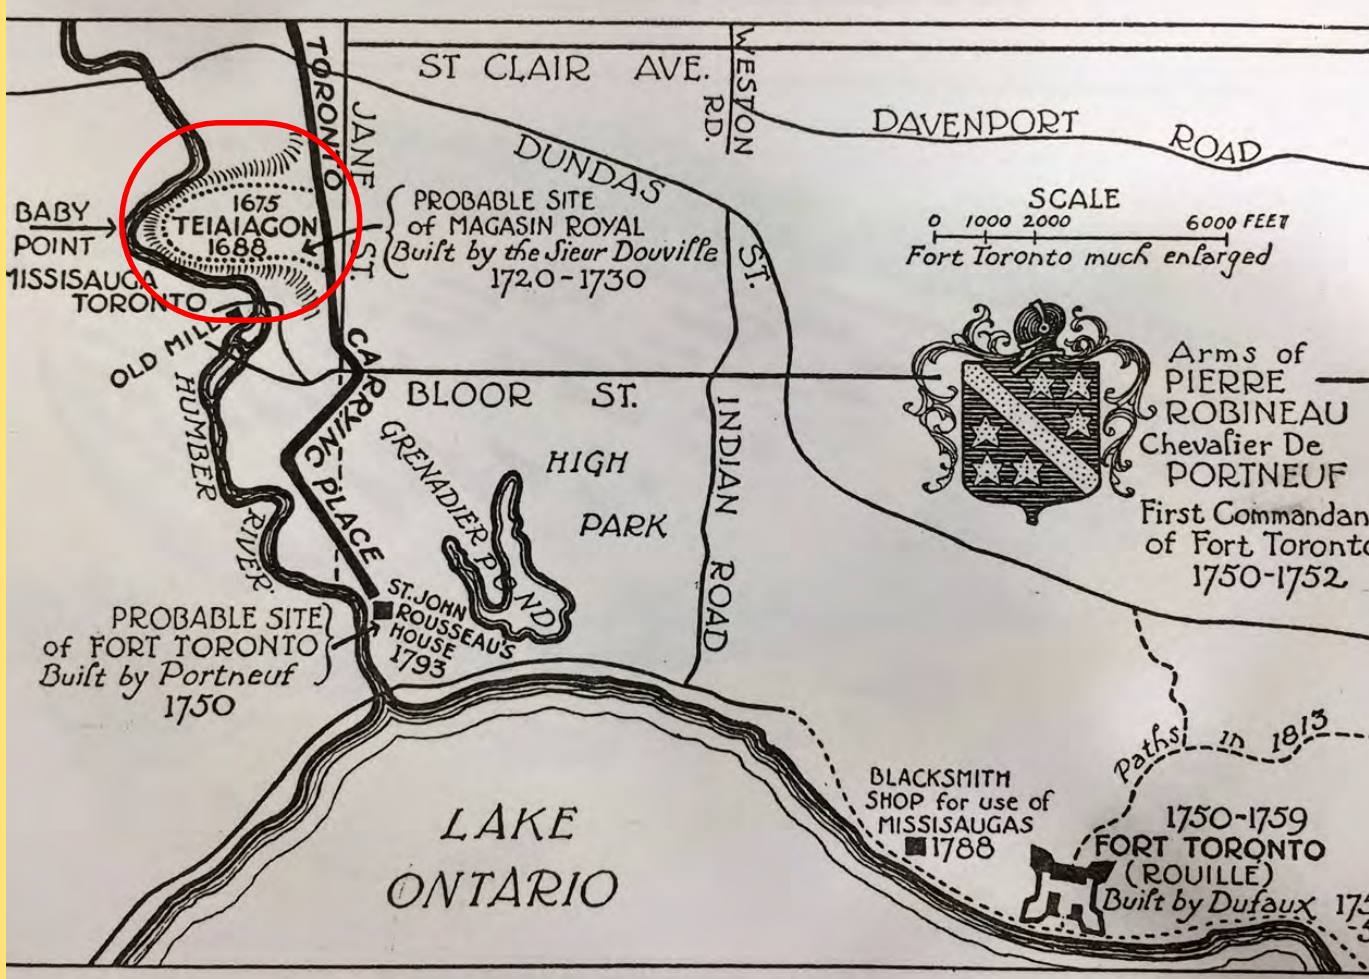 ST CLAIR AVE.
WESTON
RD.
DAVENPORT ROAD
TORONTO
CARRYING PLACE
JANE
ST.
DUNDAS
ST.
SCALE
0 1000 2000 6000 FEET
Fort Toronto much enlarged
BABY
POINT
1675
TEIAIAGON
1688
PROBABLE SITE
of MAGASIN ROYAL
Built by the Sieur Douville
1720-1730
MISSISAUGA
TORONTO
OLD MILL
HUMBER
RIVER.
BLOOR ST.
GRENADIER POND
HIGH
PARK
INDIAN
ROAD
Arms of
PIERRE
ROBINEAU
Chevalier De
PORTNEUF
First Commandan
of Fort Toronto
1750-1752
ST. JOHN
ROUSSEAU'S
HOUSE
1793
PROBABLE SITE
of FORT TORONTO
Built by Portneuf
1750
Paths in 1813
BLACKSMITH
SHOP for use of
MISSISAUGAS
1788
1750-1759
FORT TORONTO
(ROUILLÉ)
Built by Dufaux
LAKE
ONTARIO